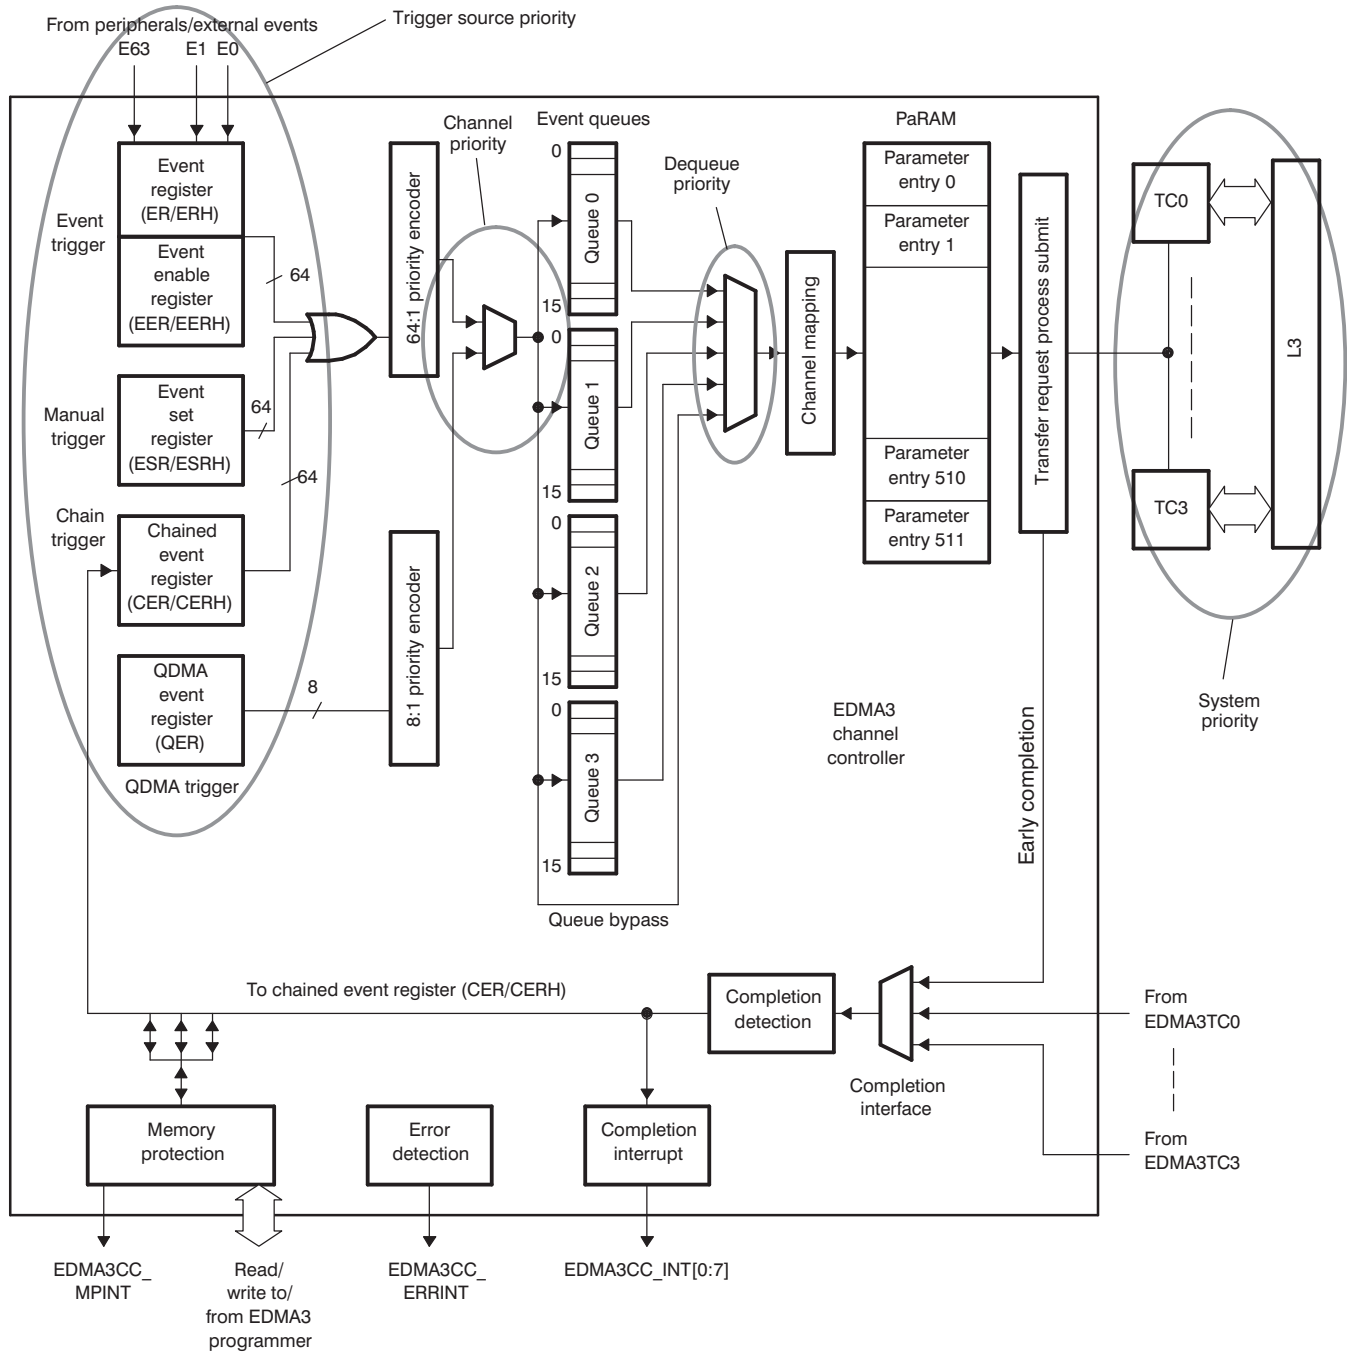 From peripherals/external events
E63 E1 E0
Trigger source priority
Event
register
(ER/ERH)
Event
trigger
Event
enable
register
(EER/EERH)
64
Manual
trigger
Event
set
register
(ESR/ESRH)
64
64
Chain
trigger
Chained
event
register
(CER/CERH)
QDMA
event
register
(QER)
8
QDMA trigger
64:1 priority encoder
8:1 priority encoder
Channel
priority
Event queues
0
Queue 0
15
0
Queue 1
15
0
Queue 2
15
0
Queue 3
15
Queue bypass
Dequeue
priority
Channel mapping
PaRAM
Parameter
entry 0
Parameter
entry 1
Parameter
entry 510
Parameter
entry 511
Transfer request process submit
TC0
TC3
L3
System
priority
EDMA3
channel
controller
Early completion
To chained event register (CER/CERH)
Completion
detection
Completion
interface
From
EDMA3TC0
From
EDMA3TC3
Memory
protection
Error
detection
Completion
interrupt
EDMA3CC_
MPINT
Read/
write to/
from EDMA3
programmer
EDMA3CC_
ERRINT
EDMA3CC_INT[0:7]